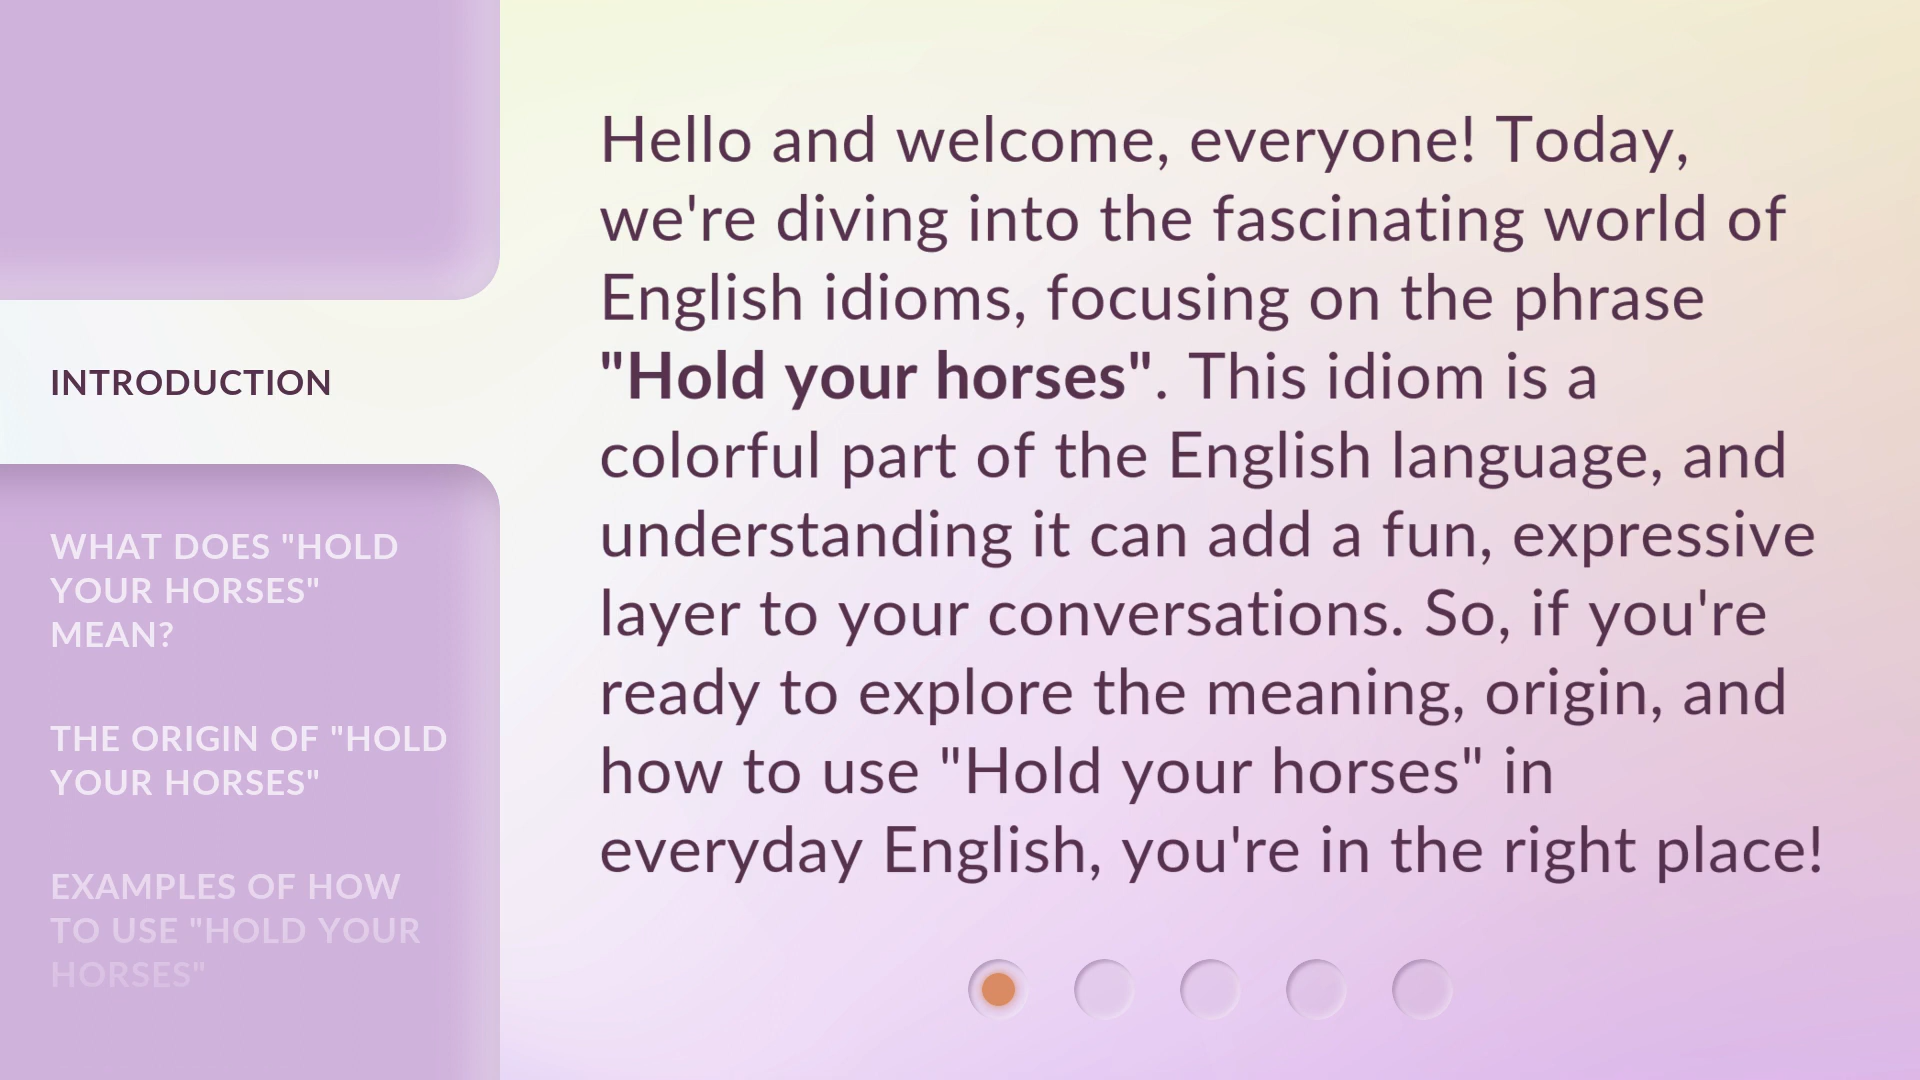 INTRODUCTION
WHAT DOES "HOLD
YOUR HORSES"
MEAN?
THE ORIGIN OF "HOLD
YOUR HORSES"
EXAMPLES OF HOW
TO USE "HOLD YOUR
HORSES"
Hello and welcome, everyone! Today,
we're diving into the fascinating world of
English idioms, focusing on the phrase
"Hold your horses". This idiom is a
colorful part of the English language, and
understanding it can add a fun, expressive
layer to your conversations. So, if you're
ready to explore the meaning, origin, and
how to use "Hold your horses" in
everyday English, you're in the right place!